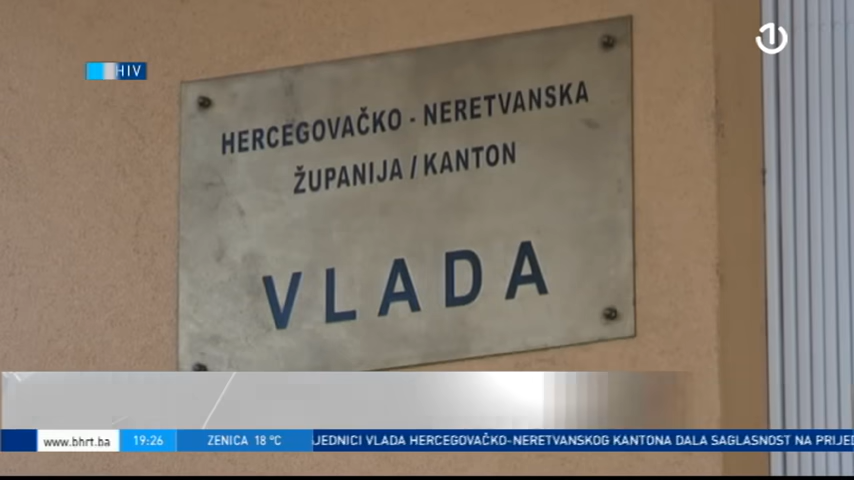 HIV
HERCEGOVAČKO - NERETVANSKA
ŽUPANIJA / KANTON
VLADA
www.bhrt.ba
19:26
ZENICA 18 °C
JEDNICI VLADA HERCEGOVAČKO-NERETVANSKOG KANTONA DALA SAGLASNOST NA PRIJED